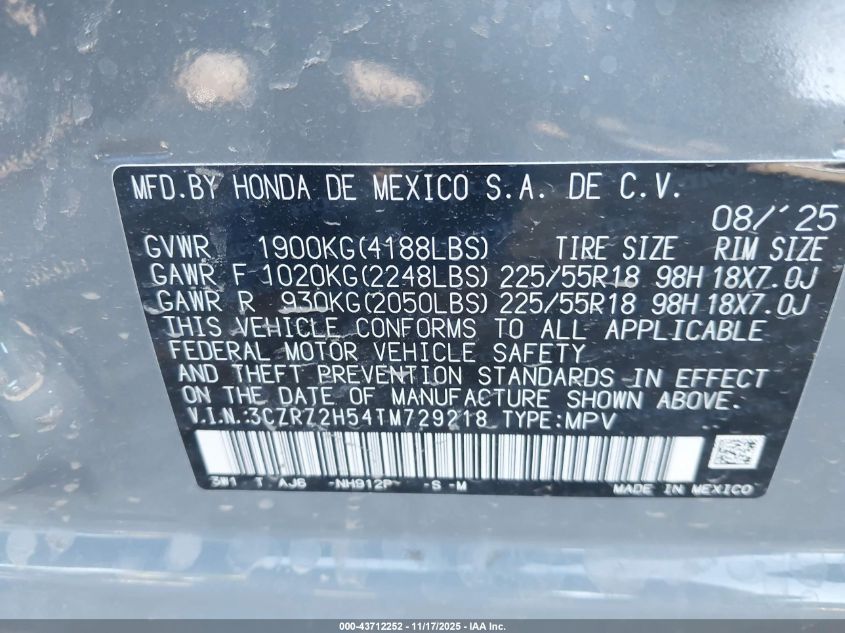 MFD.BY HONDA DE MEXICO S.A. DE C.V.
08/'25
GVWR 1900KG(4188LBS) TIRE SIZE RIM SIZE
GAWR F 1020KG(2248LBS) 225/55R18 98H 18X7.0J
GAWR R 930KG(2050LBS) 225/55R18 98H 18X7.0J
THIS VEHICLE CONFORMS TO ALL APPLICABLE
FEDERAL MOTOR VEHICLE SAFETY
AND THEFT PREVENTION STANDARDS IN EFFECT
ON THE DATE OF MANUFACTURE SHOWN ABOVE.
V.I.N.:3CZRZ2H54TM729218 TYPE:MPV
3W1 T AJ6 -NH912P -S -M
MADE IN MEXICO
000-43712252 | 11/17/2025 - IAA Inc.